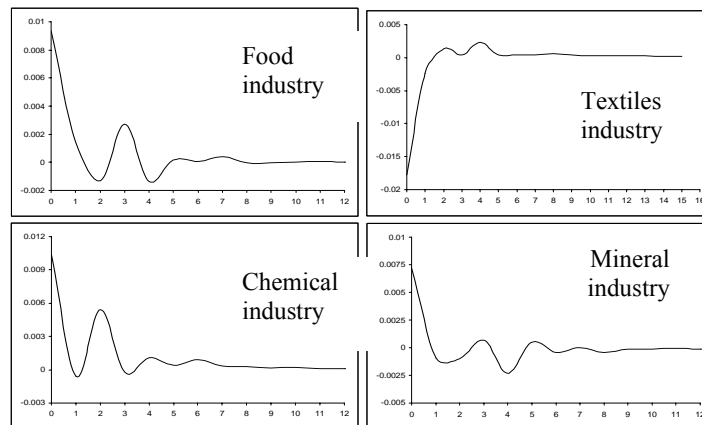 0.01
0.008
0.006
0.004
0.002
0
-0.002
0 1 2 3 4 5 6 7 8 9 10 11 12
Food
industry
0.005
0
-0.005
-0.01
-0.015
-0.02
0 1 2 3 4 5 6 7 8 9 10 11 12 13 14 15 16
Textiles
industry
0.012
0.009
0.006
0.003
0
-0.003
0 1 2 3 4 5 6 7 8 9 10 11 12
Chemical
industry
0.01
0.0075
0.005
0.0025
0
-0.0025
-0.005
0 1 2 3 4 5 6 7 8 9 10 11 12
Mineral
industry